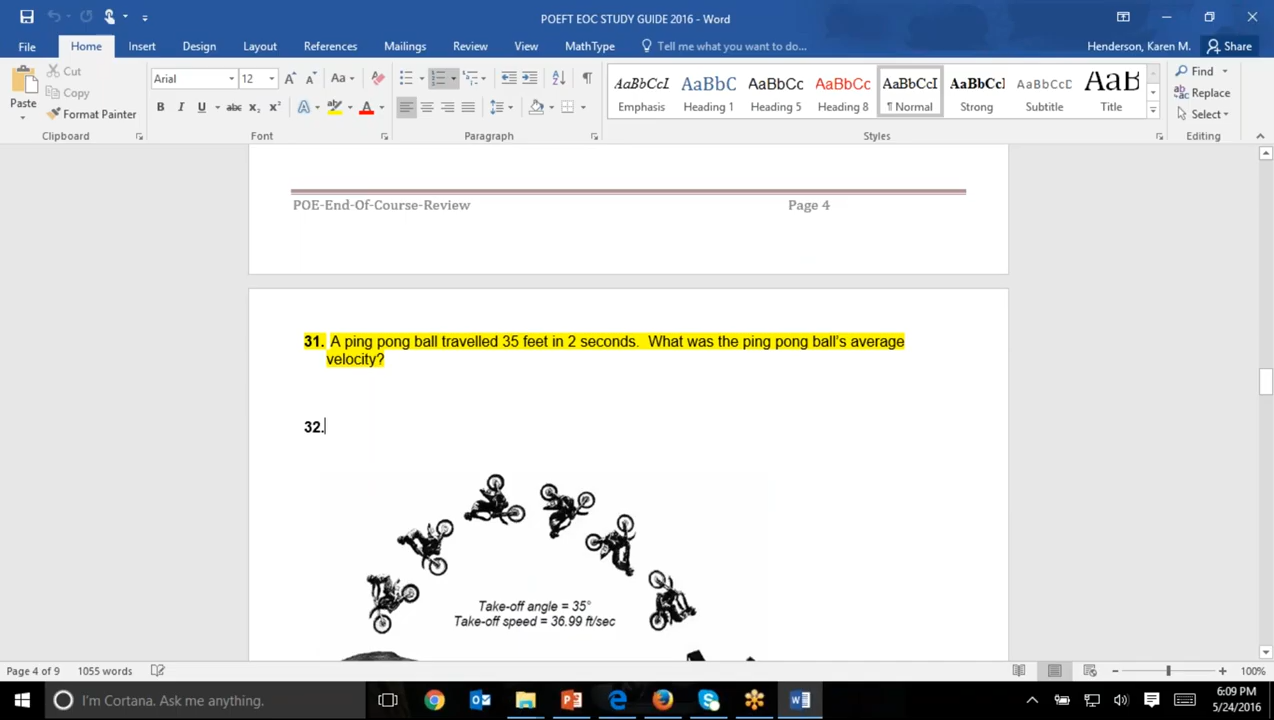 POEFT EOC STUDY GUIDE 2016 - Word
File Home Insert Design Layout References Mailings Review View MathType Tell me what you want to do... Henderson, Karen M. Share
Paste
Cut
Copy
Format Painter
Clipboard
Arial 12
Font
Paragraph
AaBbCcI AaBbC AaBbCc AaBbCc AaBbCcI AaBbCcI AaBbCcD AaB
Emphasis Heading 1 Heading 5 Heading 8 ¶ Normal Strong Subtitle Title
Styles
Find
Replace
Select
Editing
POE-End-Of-Course-Review Page 4
31. A ping pong ball travelled 35 feet in 2 seconds. What was the ping pong ball's average
velocity?
32.
Take-off angle = 35°
Take-off speed = 36.99 ft/sec
Page 4 of 9 1055 words 100%
I'm Cortana. Ask me anything.
6:09 PM
5/24/2016